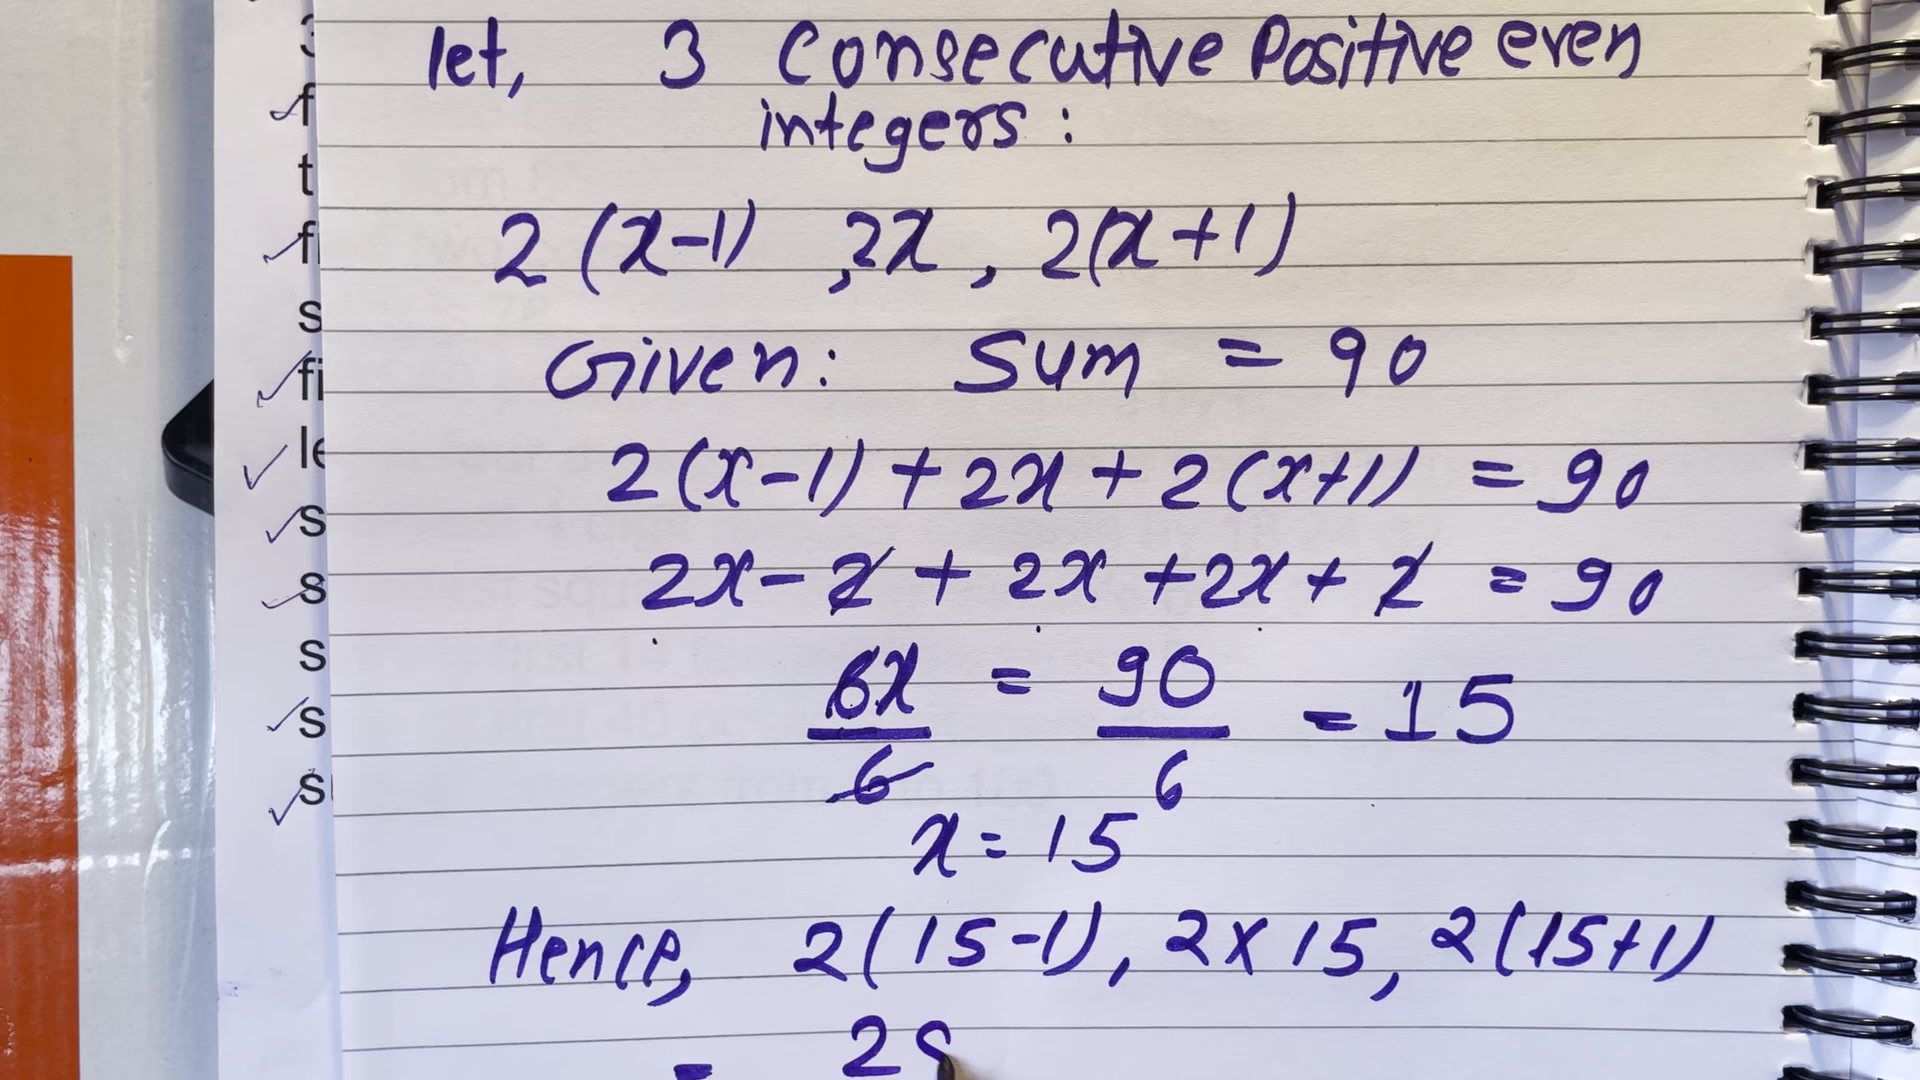 let, 3 Consecutive Positive even
integers :
2 (x-1) , 2x , 2(x+1)
Given: Sum = 90
2(x-1) + 2x + 2(x+1) = 90
2x - 2 + 2x + 2x + 2 = 90
6x/6 = 90/6 = 15
x = 15
Hence, 2(15-1), 2x15, 2(15+1)
= 28